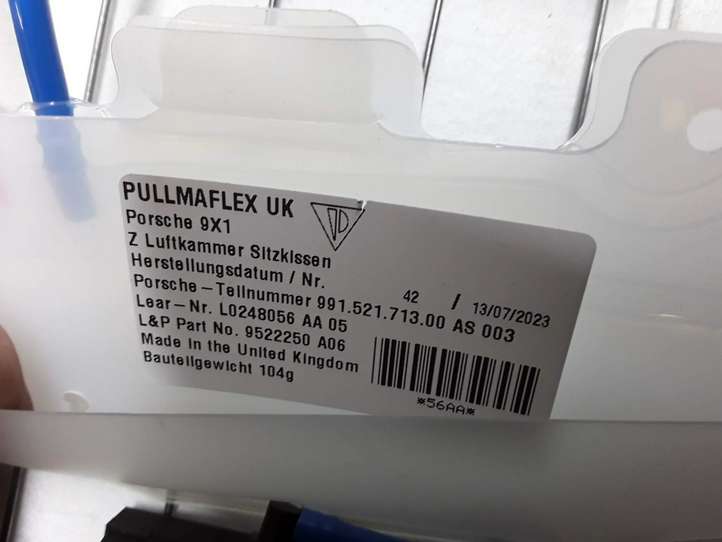 PULLMAFLEX UK
Porsche 9X1
Z Luftkammer Sitzkissen
Herstellungsdatum / Nr. 42 / 13/07/2023
Porsche-Teilnummer 991.521.713.00 AS 003
Lear-Nr. L0248056 AA 05
L&P Part No. 9522250 A06
Made in the United Kingdom
Bauteilgewicht 104g
*56AA*